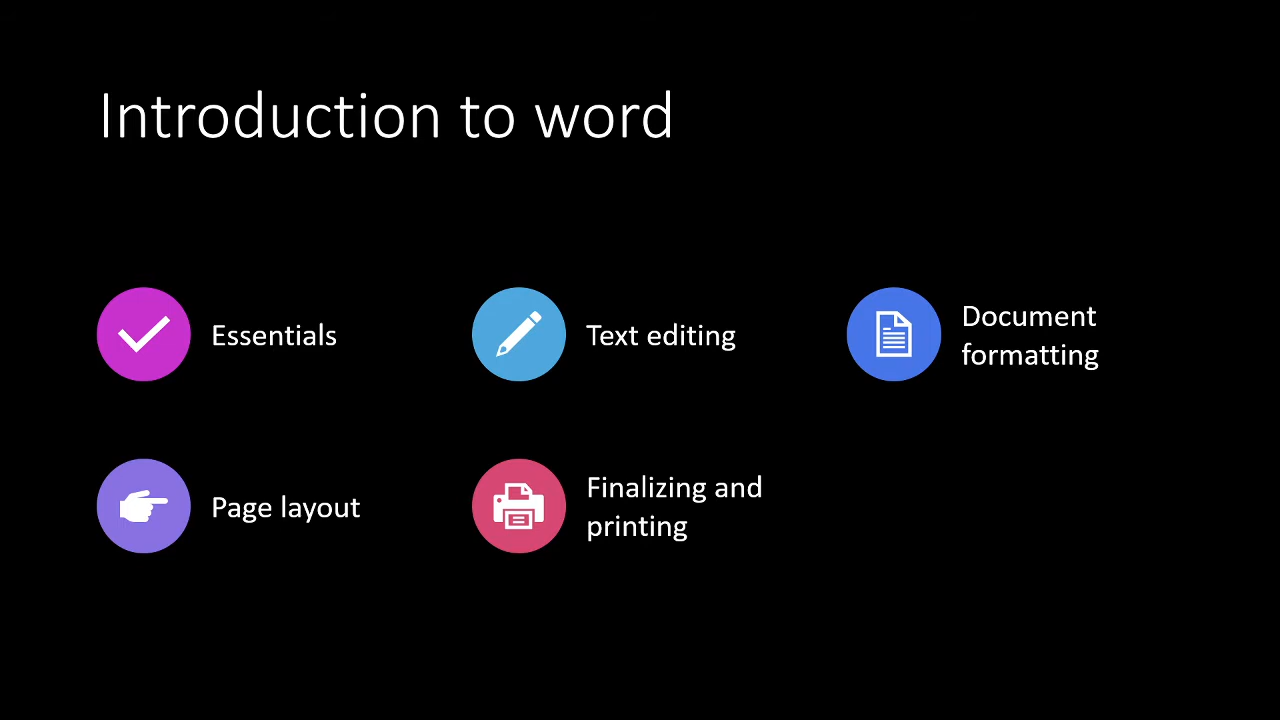 Introduction to word
Essentials
Text editing
Document
formatting
Page layout
Finalizing and
printing